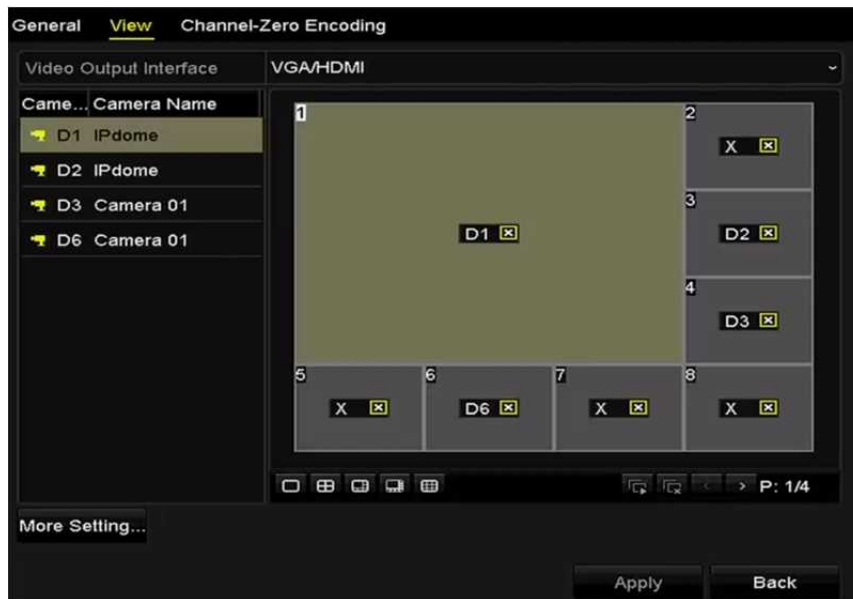 General View Channel-Zero Encoding
Video Output Interface VGA/HDMI
Came... Camera Name
D1 IPdome
D2 IPdome
D3 Camera 01
D6 Camera 01
1
D1
2
X
3
D2
4
D3
5
X
6
D6
7
X
8
X
P: 1/4
More Setting...
Apply Back